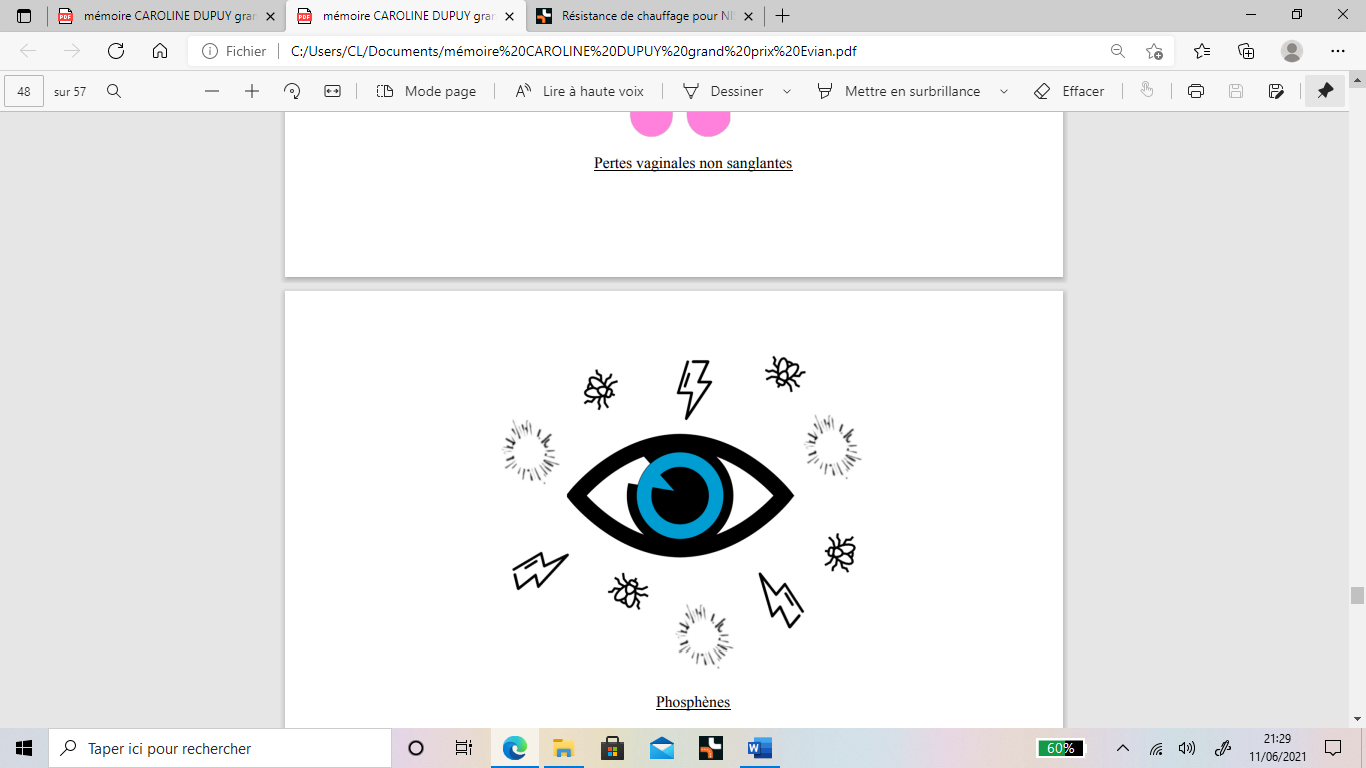 mémoire CAROLINE DUPUY gran
mémoire CAROLINE DUPUY gran
Résistance de chauffage pour NIS
Fichier
C:/Users/CL/Documents/mémoire%20CAROLINE%20DUPUY%20grand%20prix%20Evian.pdf
48 sur 57
Mode page
Lire à haute voix
Dessiner
Mettre en surbrillance
Effacer
Pertes vaginales non sanglantes
Phosphènes
Taper ici pour rechercher
60%
21:29
11/06/2021